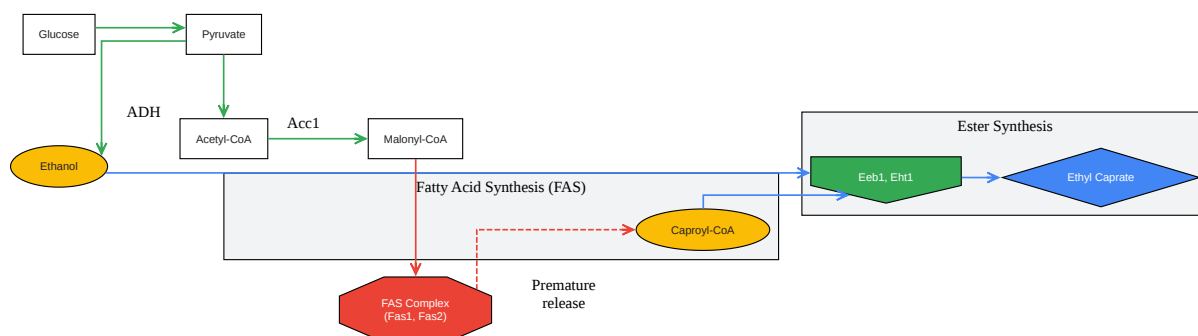 Glucose
Pyruvate
ADH
Acetyl-CoA
Acc1
Malonyl-CoA
Ethanol
Ester Synthesis
Eeb1, Eht1
Ethyl Caprate
Fatty Acid Synthesis (FAS)
Caproyl-CoA
Premature
release
FAS Complex
(Fas1, Fas2)